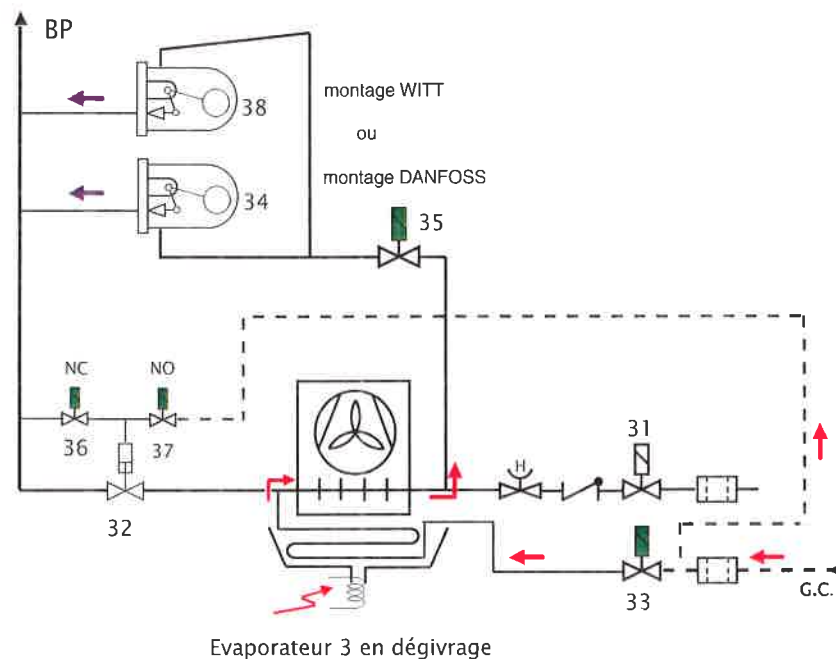 BP
38
montage WITT
ou
montage DANFOSS
34
35
NC
NO
36
37
31
H
32
33
G.C.
Evaporateur 3 en dégivrage